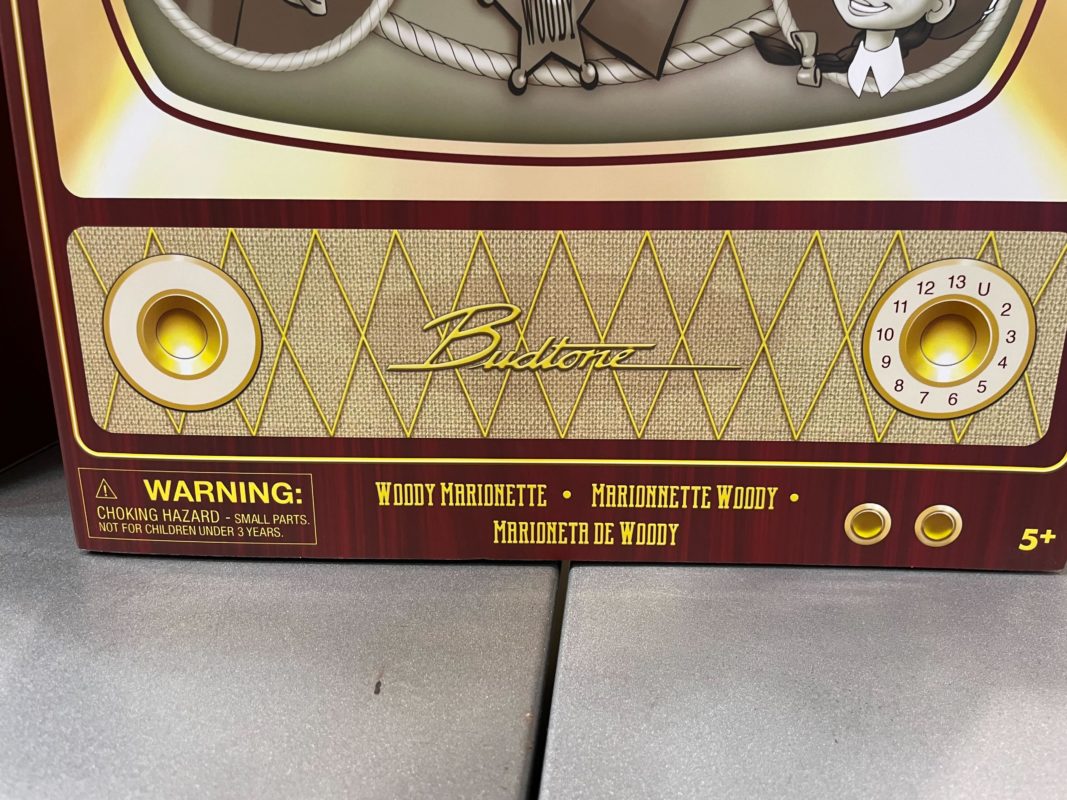 WOODY
Budtone
13 U
2
3
4
5
6
7
8
9
10
11
12
⚠ WARNING:
CHOKING HAZARD - SMALL PARTS.
NOT FOR CHILDREN UNDER 3 YEARS.
WOODY MARIONETTE • MARIONNETTE WOODY •
MARIONETA DE WOODY
5+